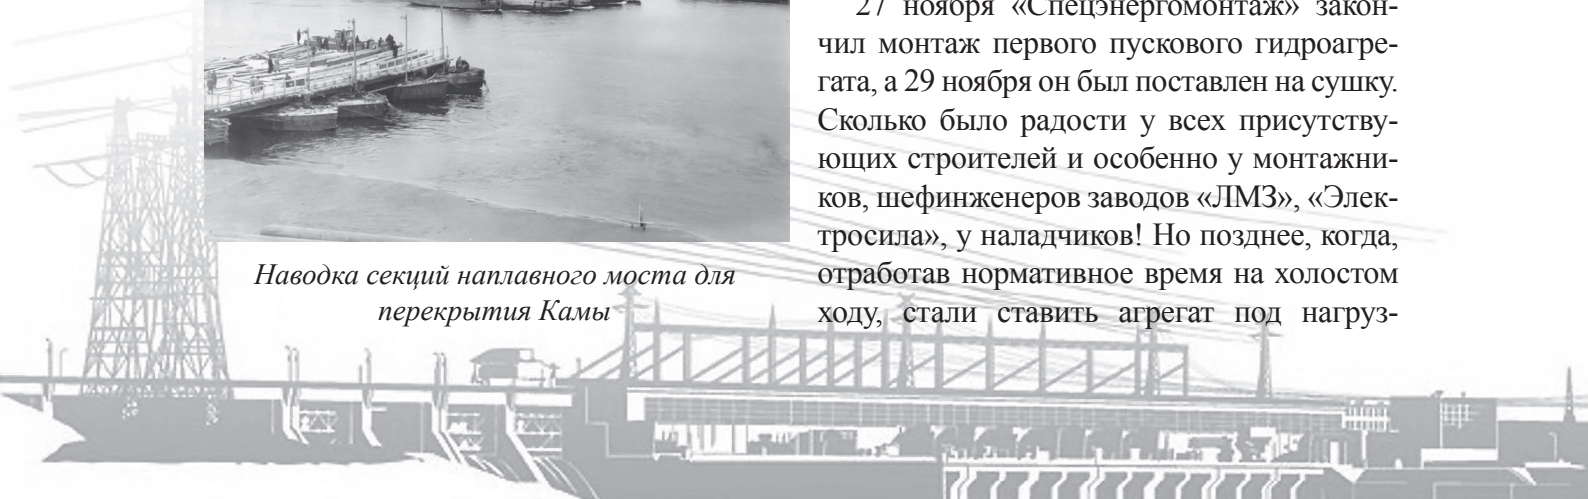 Наводка секций наплавного моста для
перекрытия Камы
27 ноября «Спецэнергомонтаж» закон-
чил монтаж первого пускового гидроагре-
гата, а 29 ноября он был поставлен на сушку.
Сколько было радости у всех присутству-
ющих строителей и особенно у монтажни-
ков, шефинженеров заводов «ЛМЗ», «Элек-
тросила», у наладчиков! Но позднее, когда,
отработав нормативное время на холостом
ходу, стали ставить агрегат под нагруз-